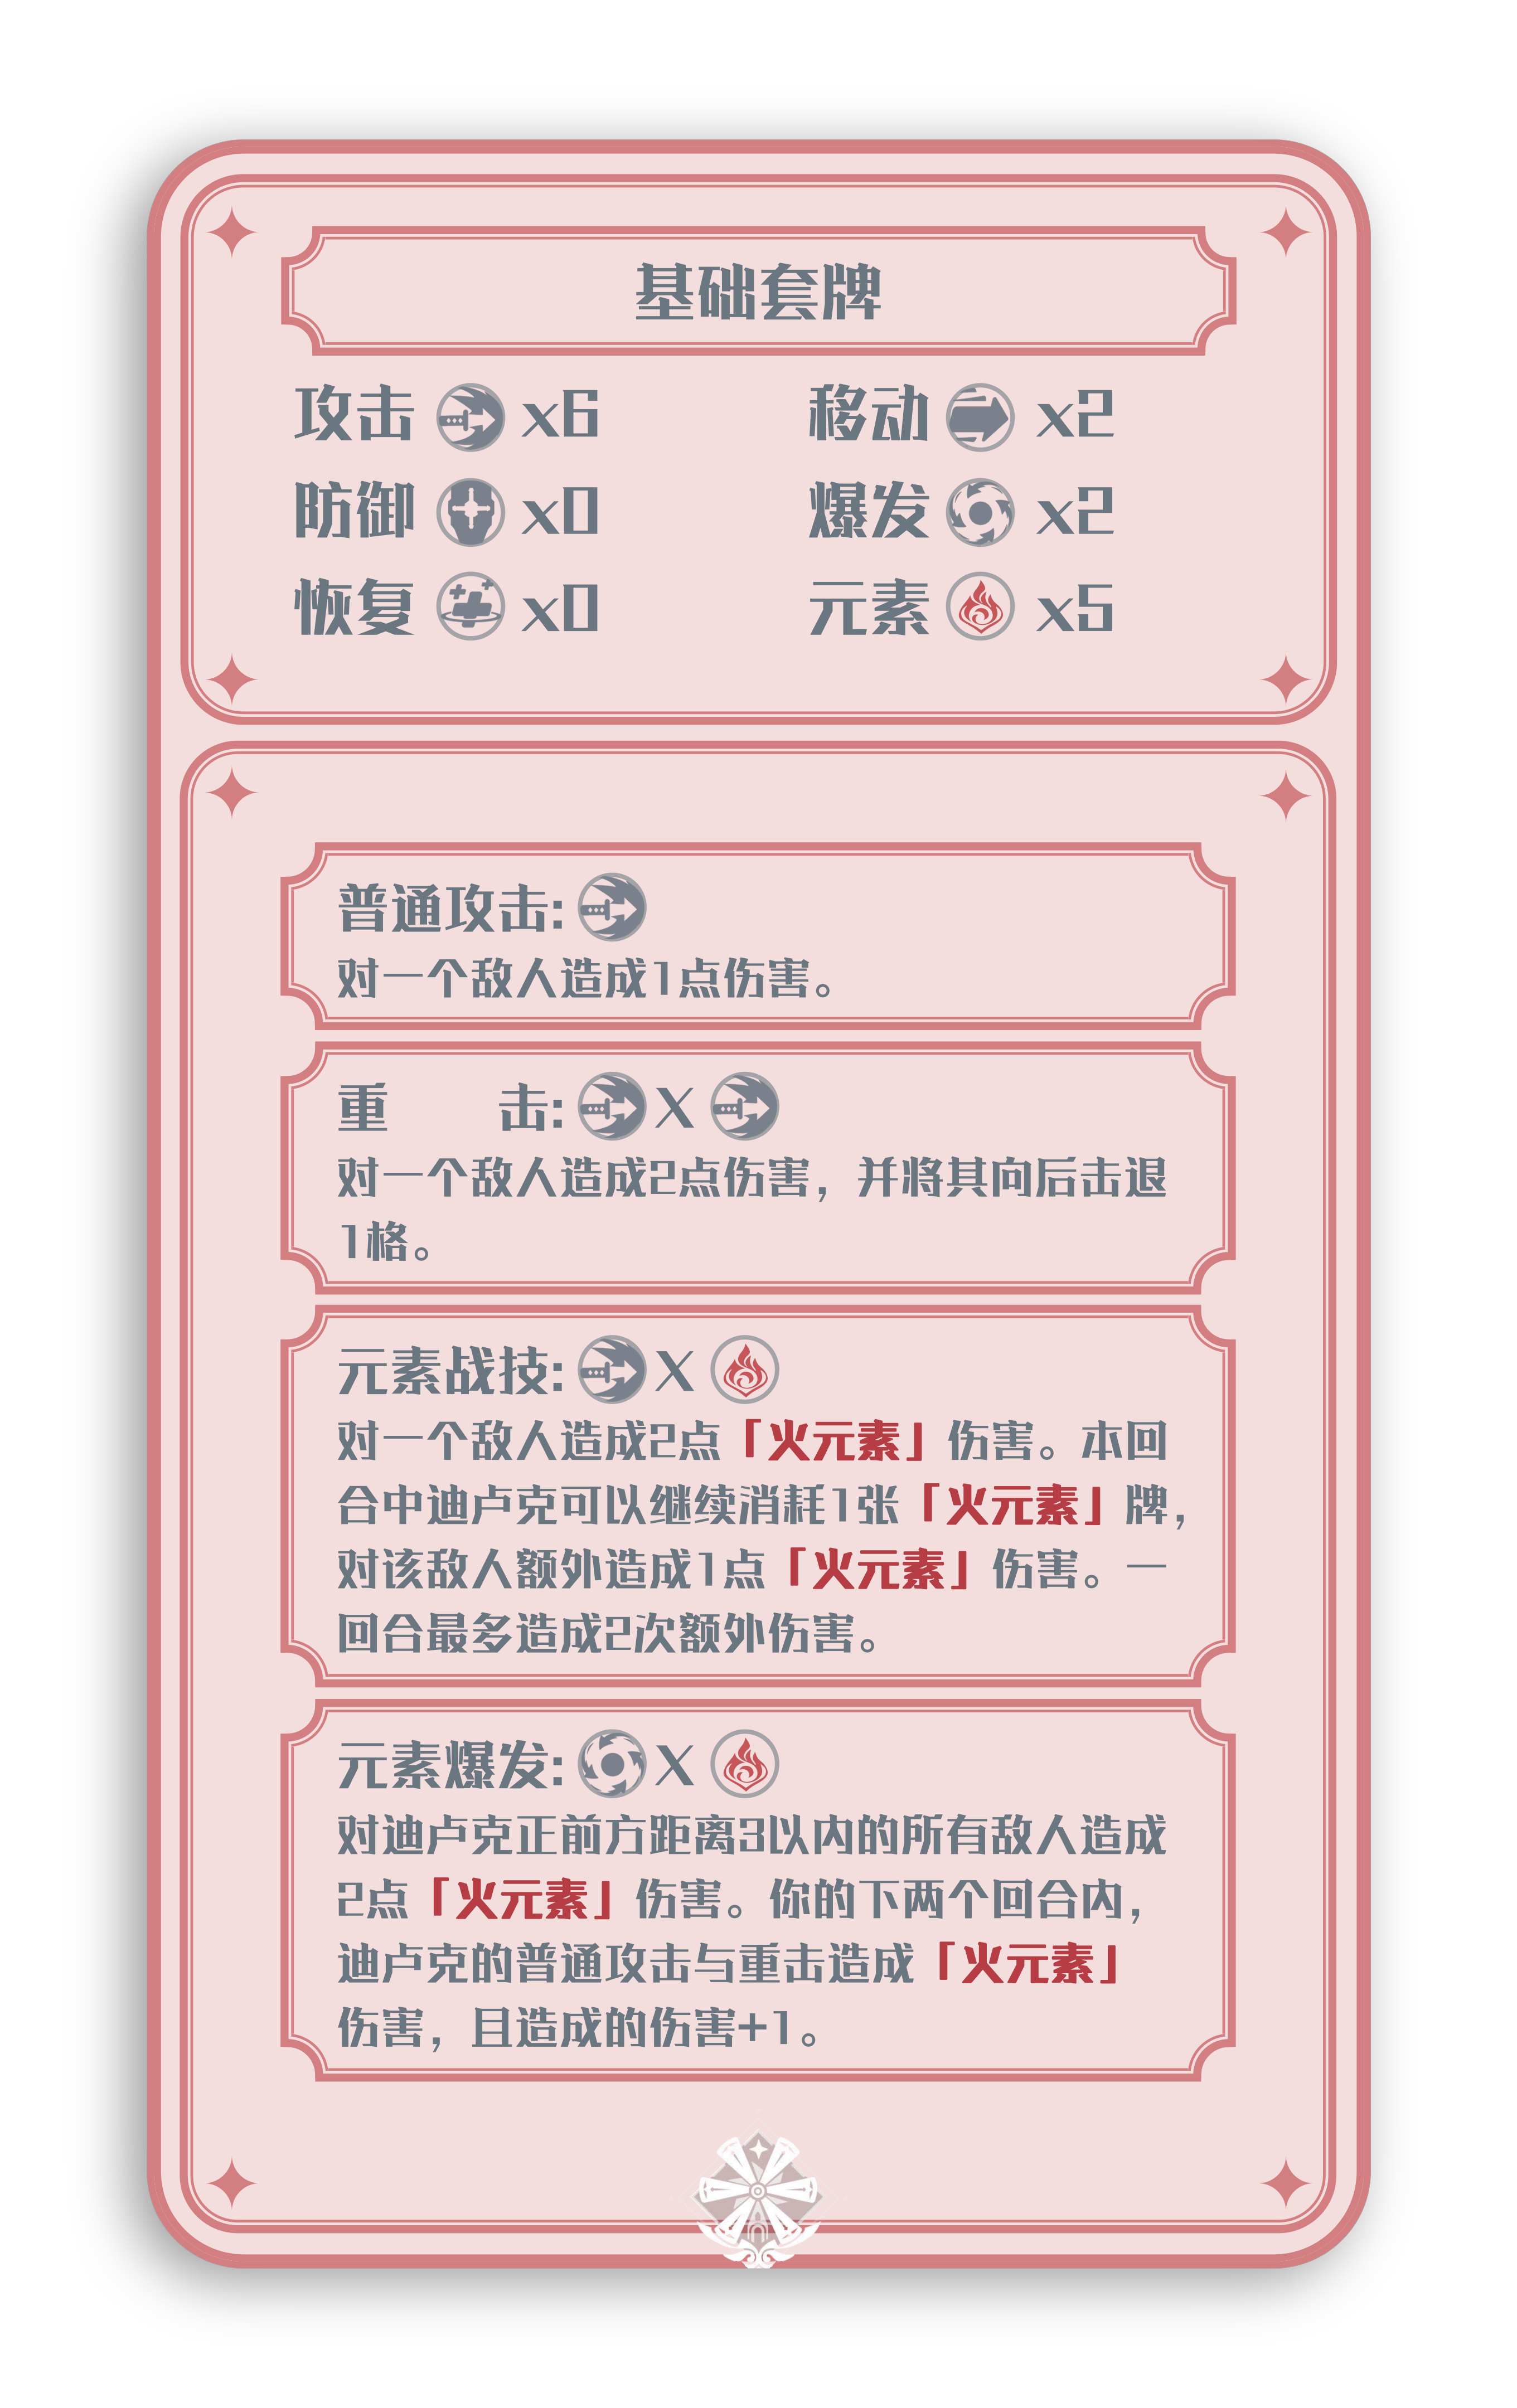 基础套牌
攻击 x6 移动 x2
防御 x0 爆发 x2
恢复 x0 元素 x5
普通攻击:
对一个敌人造成1点伤害。
重 击: X
对一个敌人造成2点伤害，并将其向后击退
1格。
元素战技: X
对一个敌人造成2点「火元素」伤害。本回
合中迪卢克可以继续消耗1张「火元素」牌，
对该敌人额外造成1点「火元素」伤害。一
回合最多造成2次额外伤害。
元素爆发: X
对迪卢克正前方距离3以内的所有敌人造成
2点「火元素」伤害。你的下两个回合内，
迪卢克的普通攻击与重击造成「火元素」
伤害，且造成的伤害+1。